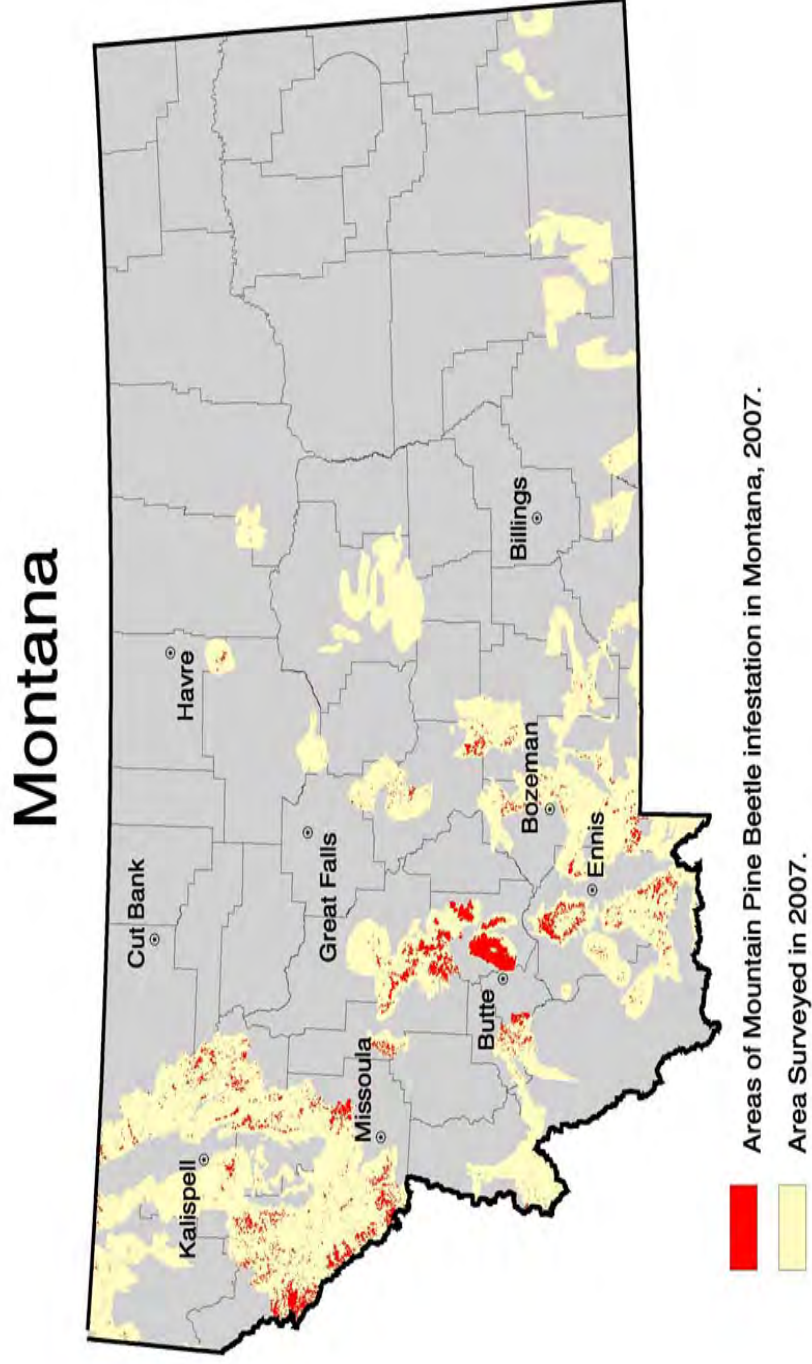 Montana
Cut Bank
Havre
Kalispell
Great Falls
Missoula
Butte
Bozeman
Billings
Ennis
Areas of Mountain Pine Beetle infestation in Montana, 2007.
Area Surveyed in 2007.